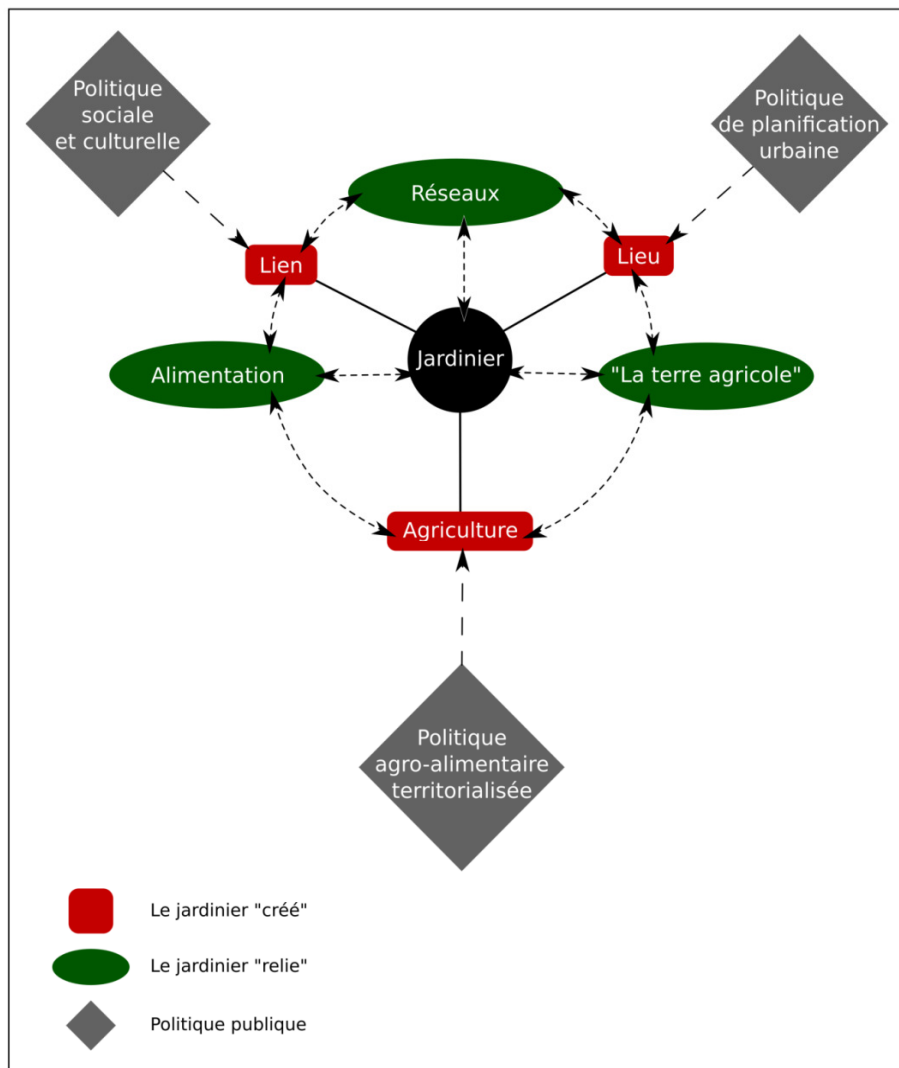 Politique
sociale
et culturelle
Politique
de planification
urbaine
Réseaux
Lien
Lieu
Jardinier
Alimentation
"La terre agricole"
Agriculture
Politique
agro-alimentaire
territorialisée
Le jardinier "créé"
Le jardinier "relie"
Politique publique